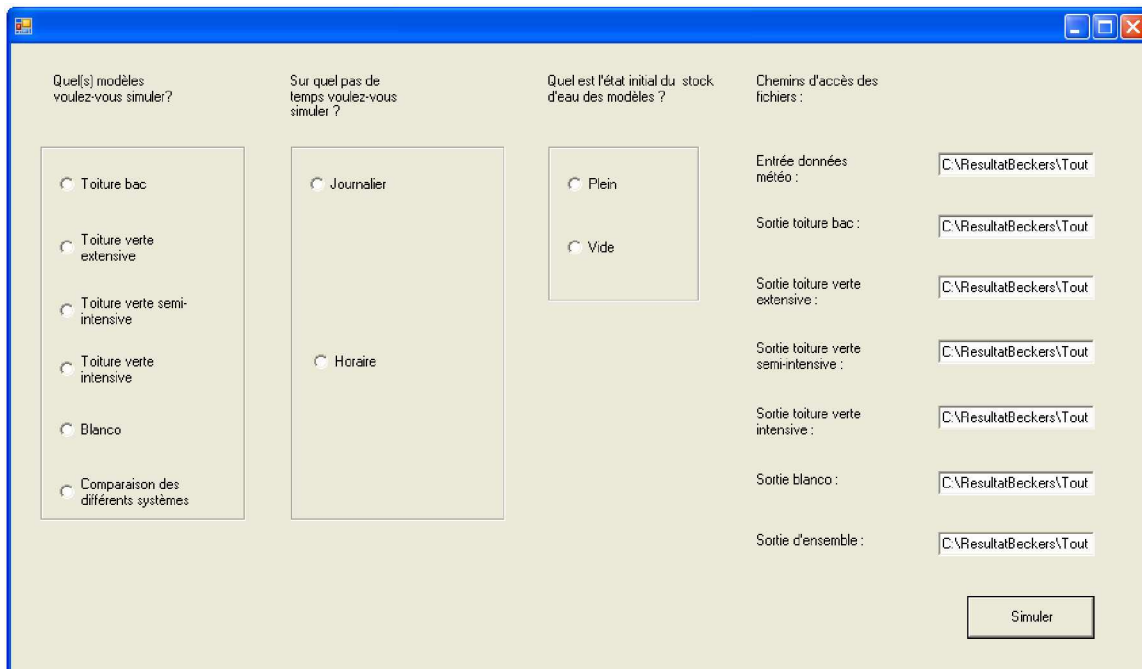 Quel(s) modèles
voulez-vous simuler?
Toiture bac
Toiture verte
extensive
Toiture verte semi-
intensive
Toiture verte
intensive
Blanco
Comparaison des
différents systèmes
Sur quel pas de
temps voulez-vous
simuler ?
Journalier
Horaire
Quel est l'état initial du stock
d'eau des modèles ?
Plein
Vide
Chemins d'accès des
fichiers :
Entrée données
météo :
C:\ResultatBeckers\Tout
Sortie toiture bac :
C:\ResultatBeckers\Tout
Sortie toiture verte
extensive :
C:\ResultatBeckers\Tout
Sortie toiture verte
semi-intensive :
C:\ResultatBeckers\Tout
Sortie toiture verte
intensive :
C:\ResultatBeckers\Tout
Sortie blanco :
C:\ResultatBeckers\Tout
Sortie d'ensemble :
C:\ResultatBeckers\Tout
Simuler